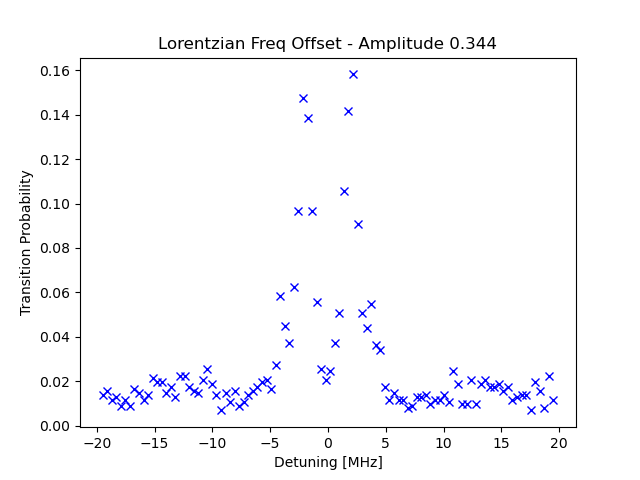 Lorentzian Freq Offset - Amplitude 0.344
0.16
0.14
0.12
0.10
0.08
0.06
0.04
0.02
0.00
Transition Probability
−20 −15 −10 −5 0 5 10 15 20
Detuning [MHz]